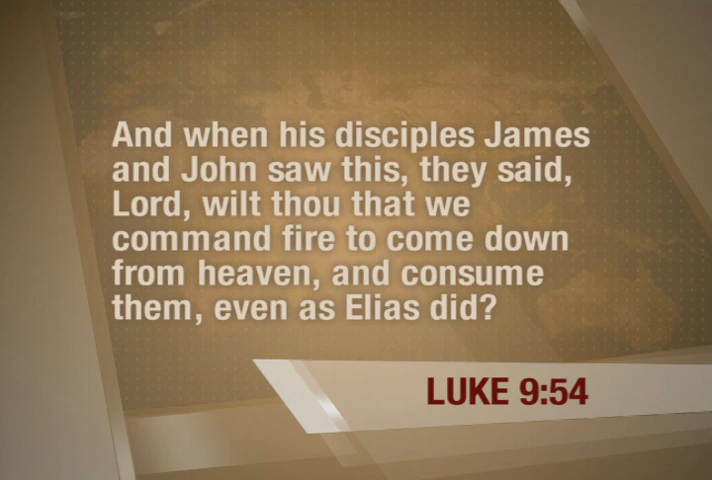 And when his disciples James
and John saw this, they said,
Lord, wilt thou that we
command fire to come down
from heaven, and consume
them, even as Elias did?
LUKE 9:54